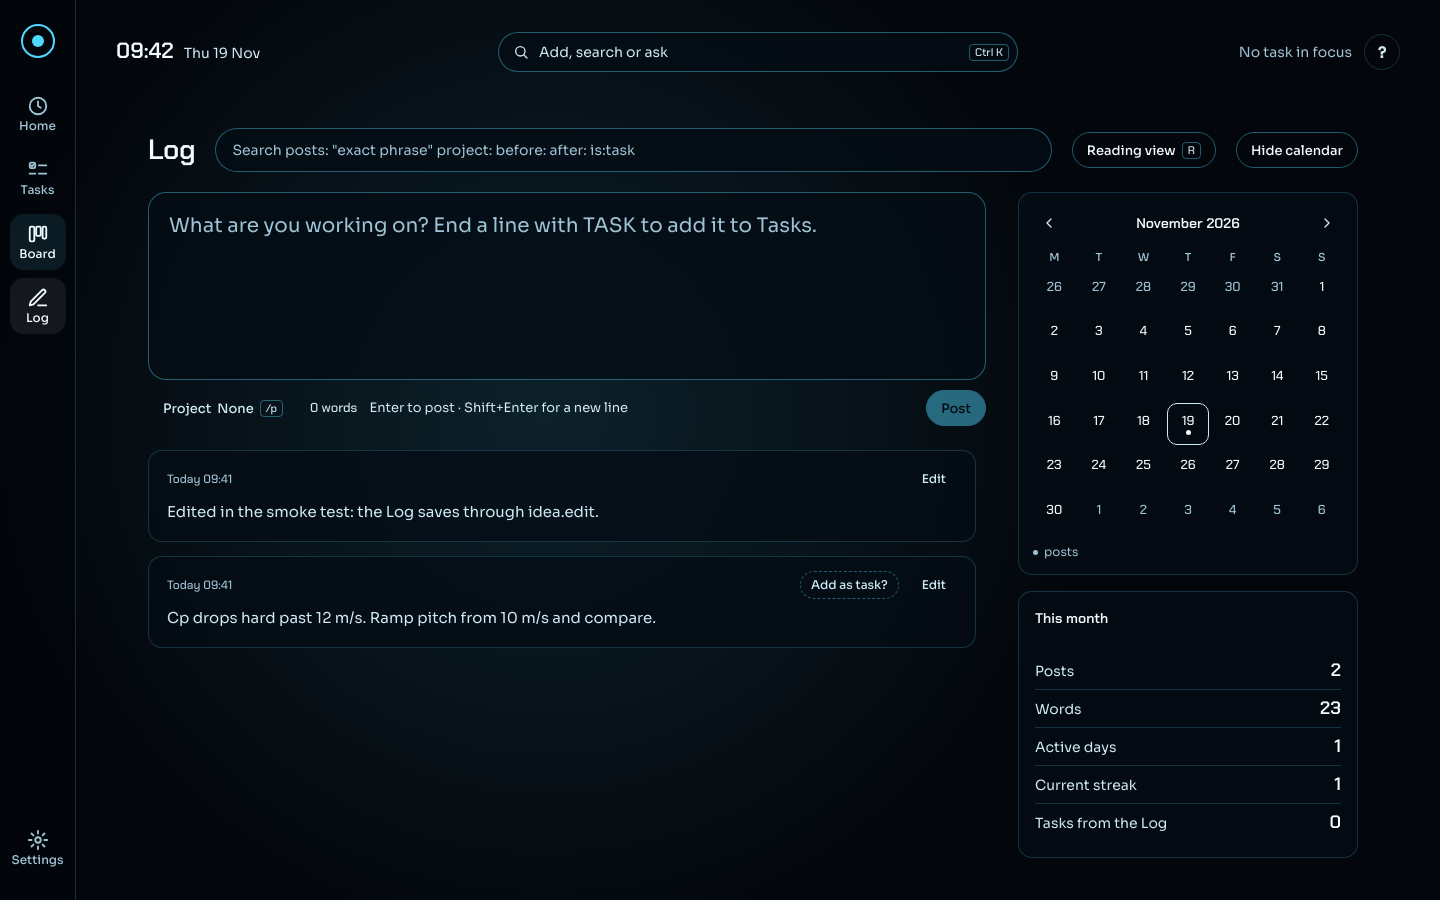 09:42 Thu 19 Nov
Add, search or ask
Ctrl K
No task in focus
?
Home
Tasks
Board
Log
Settings
Log
Search posts: "exact phrase" project: before: after: is:task
Reading view R
Hide calendar
What are you working on? End a line with TASK to add it to Tasks.
Project None /p
0 words
Enter to post · Shift+Enter for a new line
Post
Today 09:41
Edit
Edited in the smoke test: the Log saves through idea.edit.
Today 09:41
Add as task?
Edit
Cp drops hard past 12 m/s. Ramp pitch from 10 m/s and compare.
November 2026
M T W T F S S
26 27 28 29 30 31 1
2 3 4 5 6 7 8
9 10 11 12 13 14 15
16 17 18 19 20 21 22
23 24 25 26 27 28 29
30 1 2 3 4 5 6
posts
This month
Posts 2
Words 23
Active days 1
Current streak 1
Tasks from the Log 0